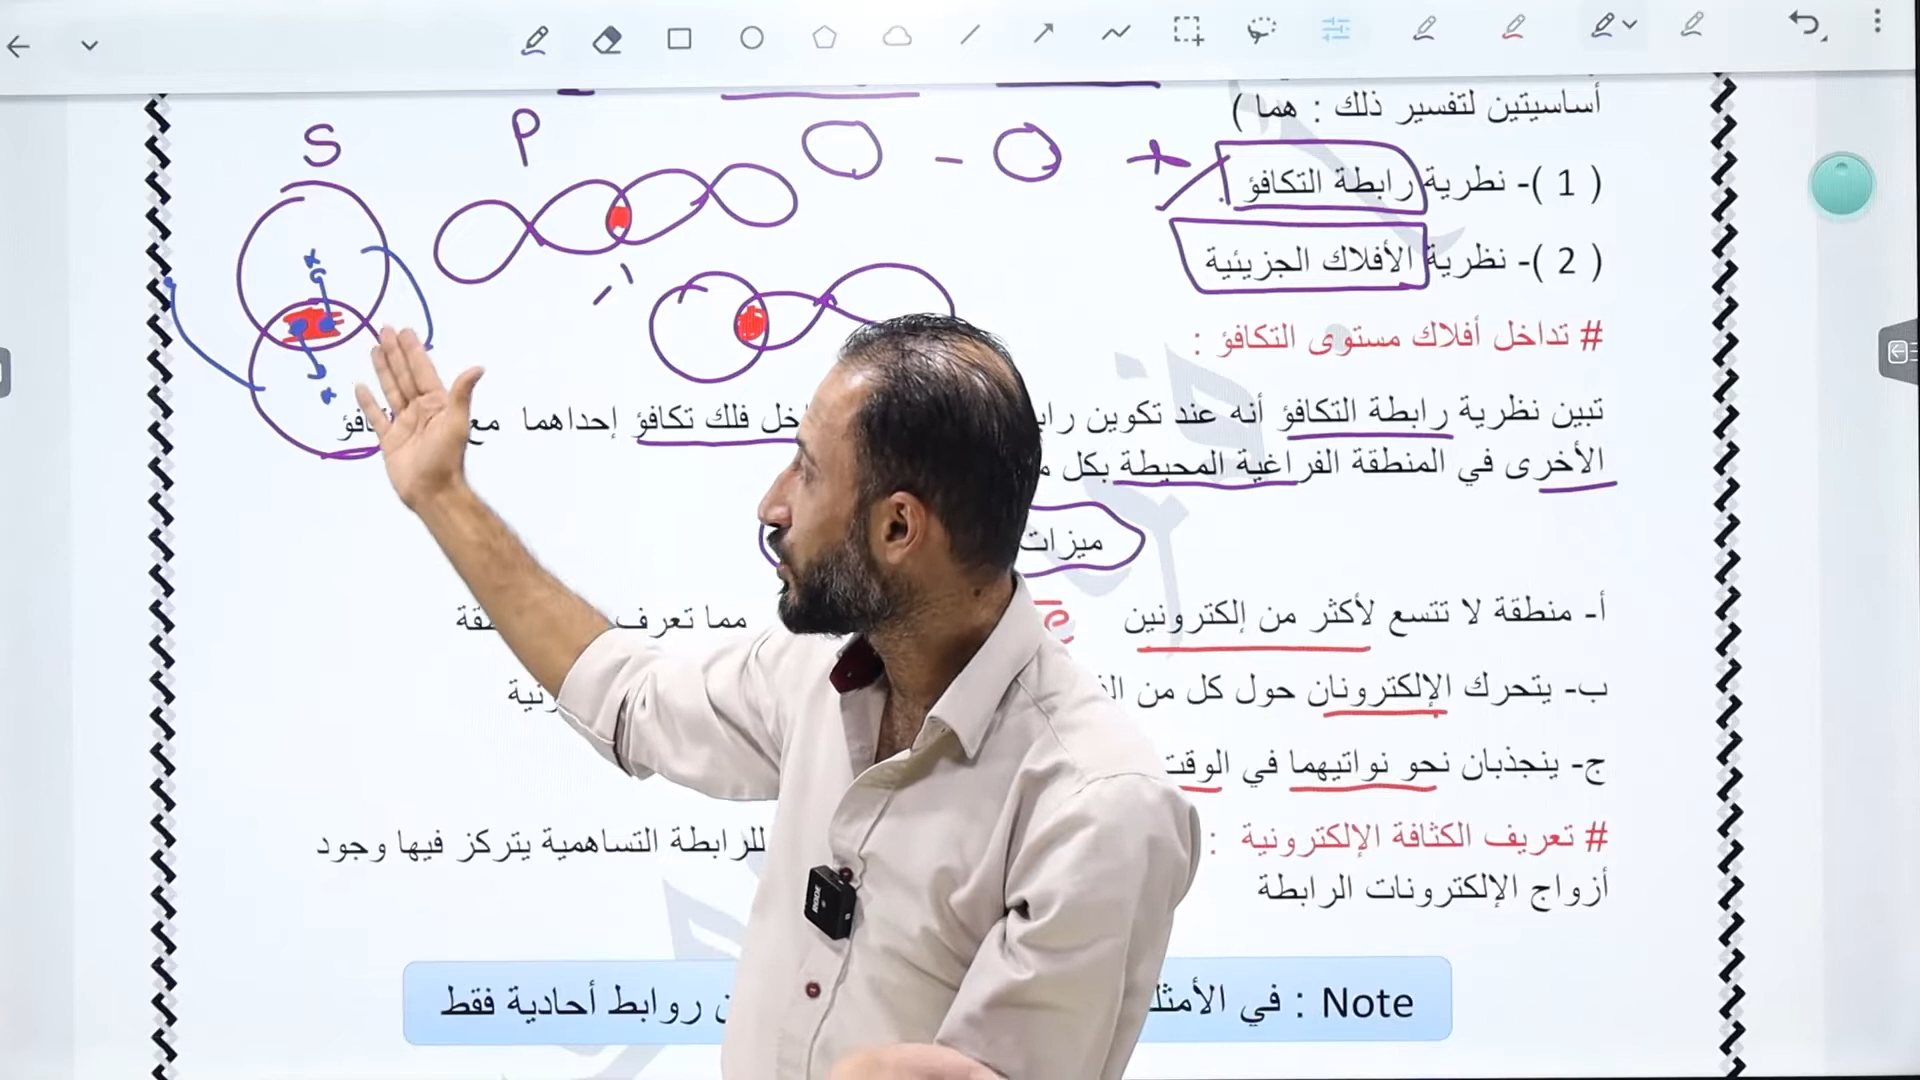 S P
أساسيتين لتفسير ذلك : هما )
( 1 )- نظرية رابطة التكافؤ
( 2 )- نظرية الأفلاك الجزيئية
# تداخل أفلاك مستوى التكافؤ :
تبين نظرية رابطة التكافؤ أنه عند تكوين فلك تكافؤ إحداهما مع
الأخرى في المنطقة الفراغية المحيطة بكل
ميزات
أ- منطقة لا تتسع لأكثر من إلكترونين مما تعرف
ب- يتحرك الإلكترونان حول كل من
ج- ينجذبان نحو نواتيهما في الوقت
# تعريف الكثافة الإلكترونية : للرابطة التساهمية يتركز فيها وجود
أزواج الإلكترونات الرابطة
Note : في روابط أحادية فقط
RODE